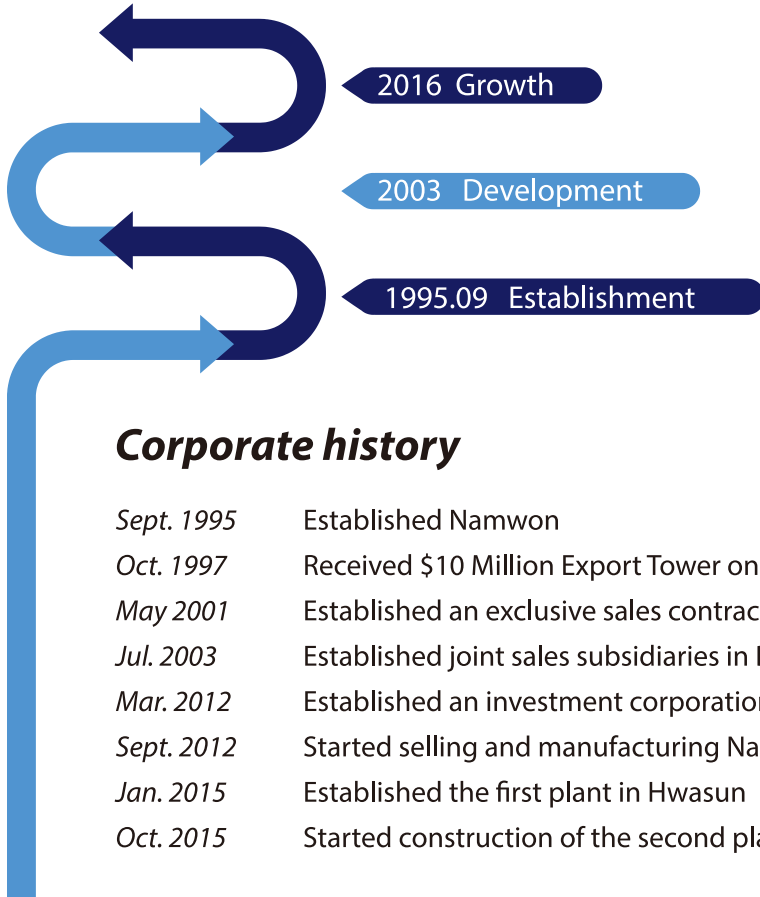 2016 Growth
2003 Development
1995.09 Establishment
Corporate history
Sept. 1995 Established Namwon
Oct. 1997 Received $10 Million Export Tower on
May 2001 Established an exclusive sales
Jul. 2003 Established joint sales subsidiaries in
Mar. 2012 Established an investment
Sept. 2012 Started selling and manufacturing
Jan. 2015 Established the first plant in Hwasun
Oct. 2015 Started construction of the second